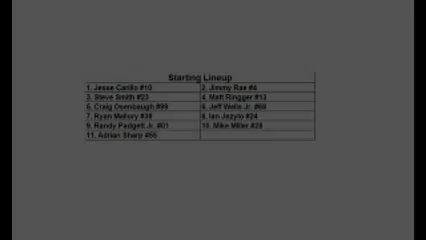 Starting Lineup
1. Jesse Carillo #10 2. Jimmy Rae #4
3. Steve Smith #23 4. Matt Ringger #13
5. Craig Osenbaugh #99 6. Jeff Wells Jr. #68
7. Ryan Mallory #38 8. Ian Jezylo #24
9. Randy Padgett Jr. #01 10. Mike Miller #28
11. Adrian Sharp